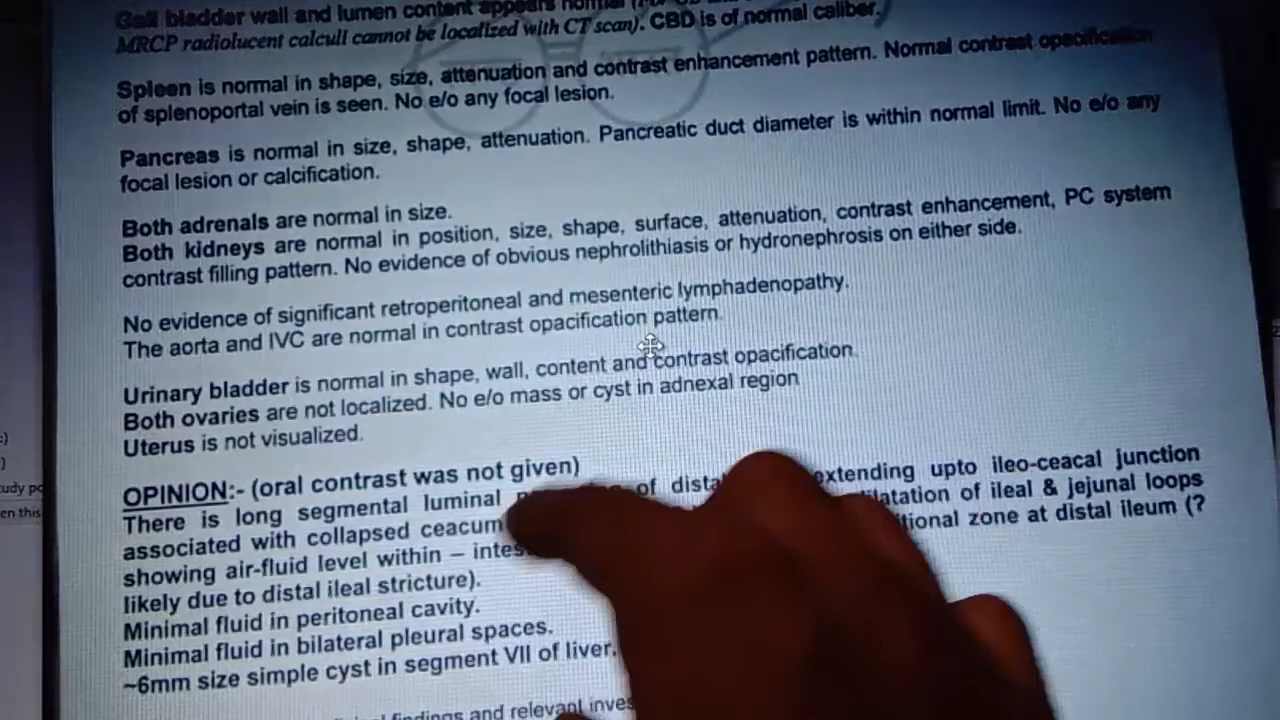 Gall bladder wall and lumen content appears normal
MRCP radiolucent calculi cannot be localized with CT scan). CBD is of normal caliber.
Spleen is normal in shape, size, attenuation and contrast enhancement pattern. Normal contrast opacification
of splenoportal vein is seen. No e/o any focal lesion.
Pancreas is normal in size, shape, attenuation. Pancreatic duct diameter is within normal limit. No e/o any
focal lesion or calcification.
Both adrenals are normal in size.
Both kidneys are normal in position, size, shape, surface, attenuation, contrast enhancement, PC system
contrast filling pattern. No evidence of obvious nephrolithiasis or hydronephrosis on either side.
No evidence of significant retroperitoneal and mesenteric lymphadenopathy.
The aorta and IVC are normal in contrast opacification pattern.
Urinary bladder is normal in shape, wall, content and contrast opacification.
Both ovaries are not localized. No e/o mass or cyst in adnexal region
Uterus is not visualized.
OPINION:- (oral contrast was not given)
There is long segmental luminal of extending upto ileo-ceacal junction
associated with collapsed ceacum of ileal & jejunal loops
showing air-fluid level within – zone at distal ileum (?
likely due to distal ileal stricture).
Minimal fluid in peritoneal cavity.
Minimal fluid in bilateral pleural spaces.
~6mm size simple cyst in segment VII of liver.
findings and relevant
en this